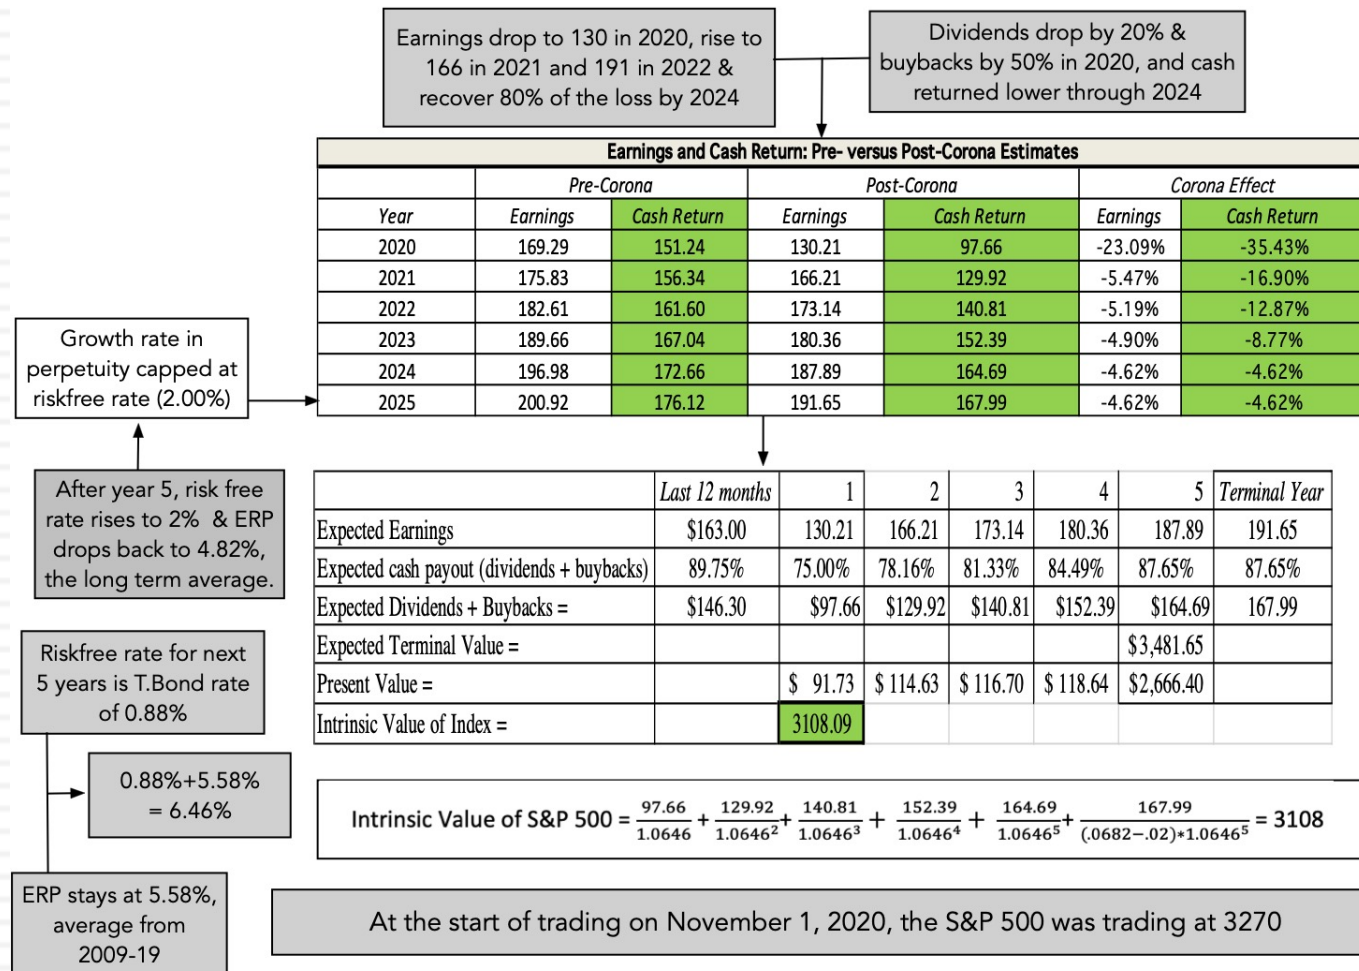 Earnings drop to 130 in 2020, rise to
166 in 2021 and 191 in 2022 &
recover 80% of the loss by 2024
Dividends drop by 20% &
buybacks by 50% in 2020, and cash
returned lower through 2024
Earnings and Cash Return: Pre- versus Post-Corona Estimates
Pre-Corona Post-Corona Corona Effect
Year Earnings Cash Return Earnings Cash Return Earnings Cash Return
2020 169.29 151.24 130.21 97.66 -23.09% -35.43%
2021 175.83 156.34 166.21 129.92 -5.47% -16.90%
2022 182.61 161.60 173.14 140.81 -5.19% -12.87%
2023 189.66 167.04 180.36 152.39 -4.90% -8.77%
2024 196.98 172.66 187.89 164.69 -4.62% -4.62%
2025 200.92 176.12 191.65 167.99 -4.62% -4.62%
Growth rate in
perpetuity capped at
riskfree rate (2.00%)
After year 5, risk free
rate rises to 2% & ERP
drops back to 4.82%,
the long term average.
Last 12 months 1 2 3 4 5 Terminal Year
Expected Earnings $163.00 130.21 166.21 173.14 180.36 187.89 191.65
Expected cash payout (dividends + buybacks) 89.75% 75.00% 78.16% 81.33% 84.49% 87.65% 87.65%
Expected Dividends + Buybacks = $146.30 $97.66 $129.92 $140.81 $152.39 $164.69 167.99
Expected Terminal Value = $3,481.65
Present Value = $ 91.73 $ 114.63 $ 116.70 $ 118.64 $2,666.40
Intrinsic Value of Index = 3108.09
Riskfree rate for next
5 years is T.Bond rate
of 0.88%
0.88%+5.58%
= 6.46%
ERP stays at 5.58%,
average from
2009-19
Intrinsic Value of S&P 500 = 97.66/1.0646 + 129.92/1.0646² + 140.81/1.0646³ + 152.39/1.0646⁴ + 164.69/1.0646⁵ + 167.99/(.0682−.02)*1.0646⁵ = 3108
At the start of trading on November 1, 2020, the S&P 500 was trading at 3270